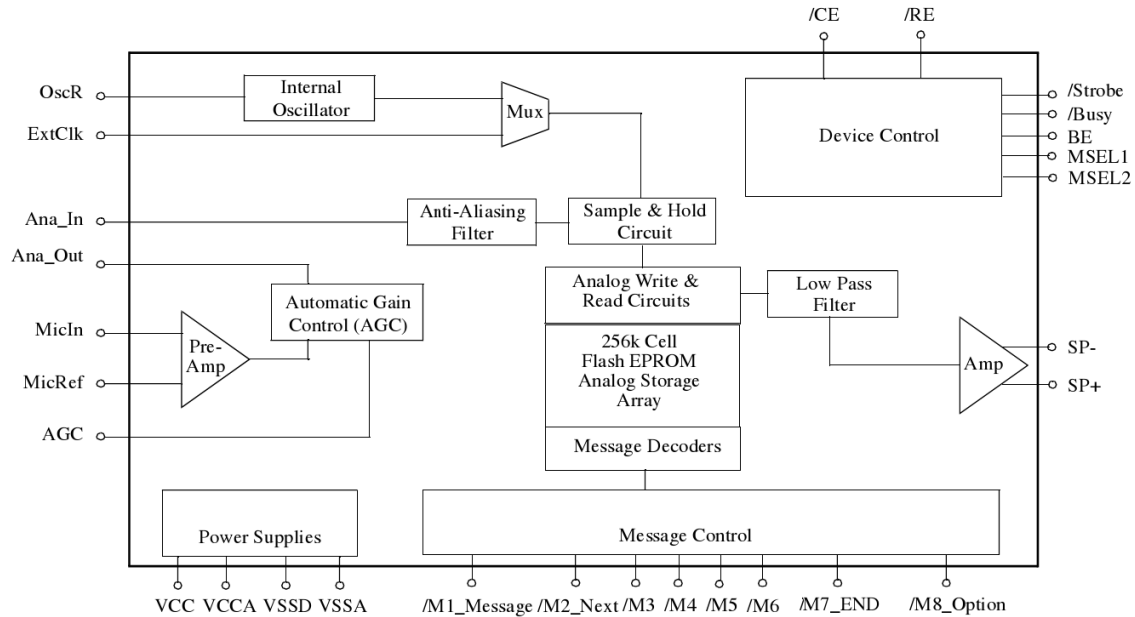 /CE
/RE
OscR
Internal
Oscillator
Mux
ExtClk
/Strobe
/Busy
BE
MSEL1
MSEL2
Device Control
Ana_In
Anti-Aliasing
Filter
Sample & Hold
Circuit
Ana_Out
Automatic Gain
Control (AGC)
Analog Write &
Read Circuits
Low Pass
Filter
MicIn
Pre-
Amp
MicRef
256k Cell
Flash EPROM
Analog Storage
Array
Amp
SP-
SP+
AGC
Message Decoders
Power Supplies
Message Control
VCC
VCCA
VSSD
VSSA
/M1_Message
/M2_Next
/M3
/M4
/M5
/M6
/M7_END
/M8_Option